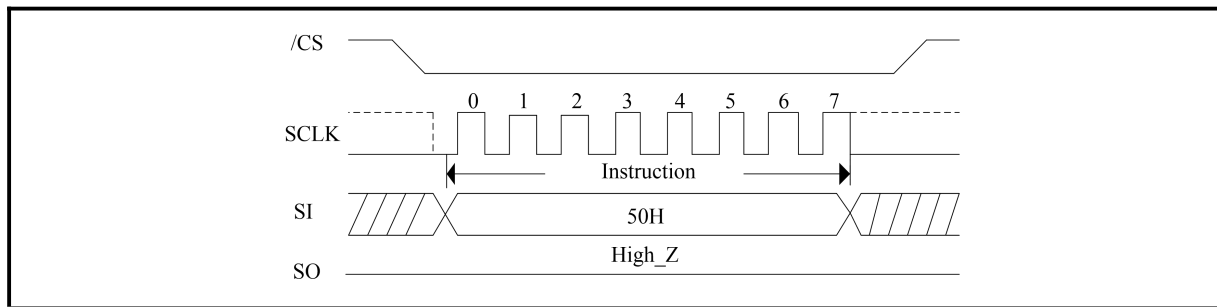 /CS
0 1 2 3 4 5 6 7
SCLK
Instruction
SI
50H
High_Z
SO